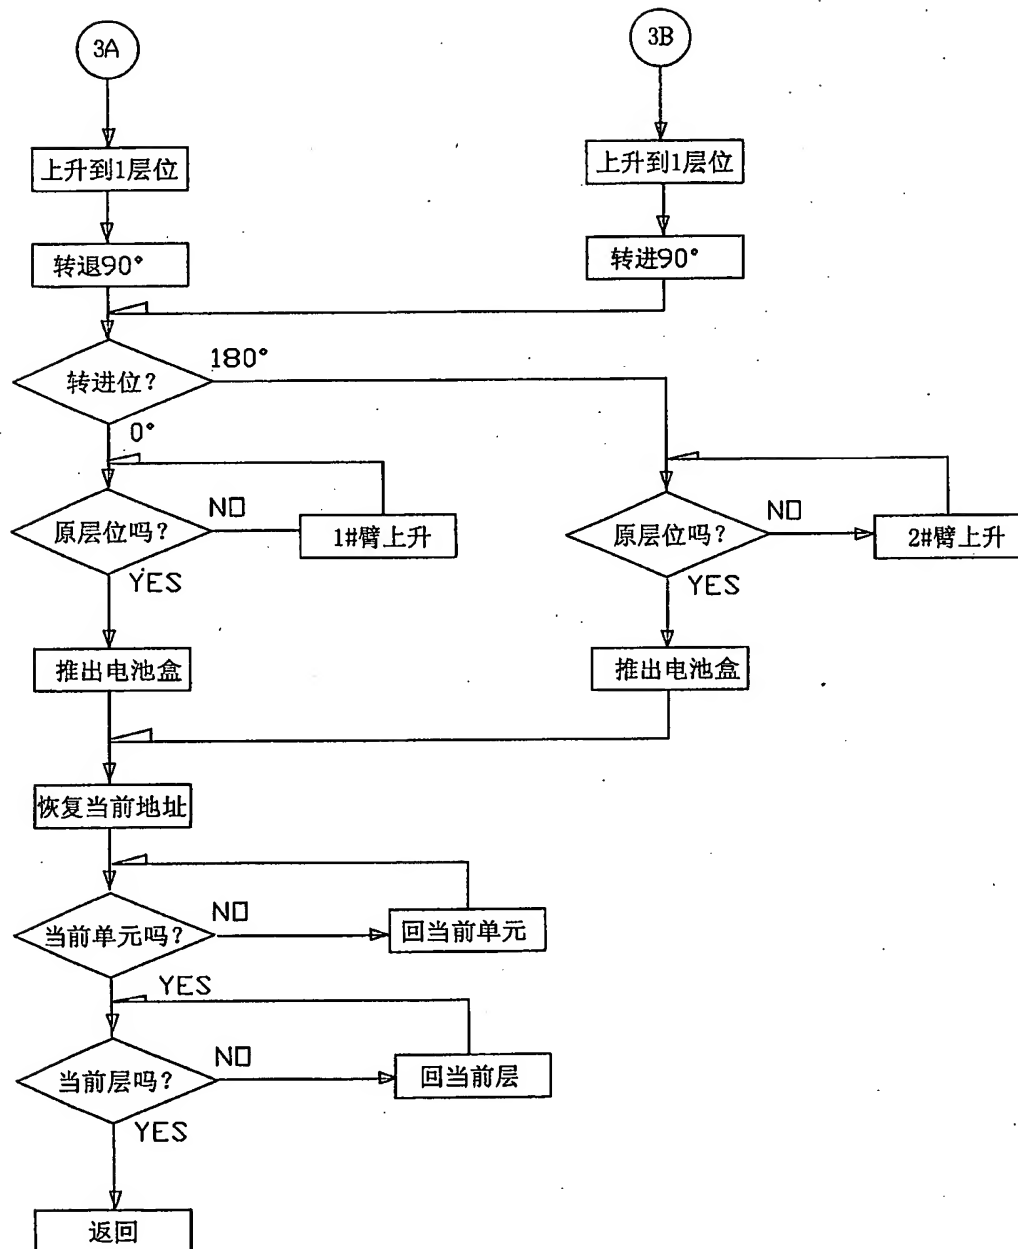 3A
3B
上升到1层位
上升到1层位
转退90°
转进90°
转进位?
180°
0°
原层位吗?
NO
1#臂上升
原层位吗?
NO
2#臂上升
YES
YES
推出电池盒
推出电池盒
恢复当前地址
当前单元吗?
NO
回当前单元
YES
当前层吗?
NO
回当前层
YES
返回